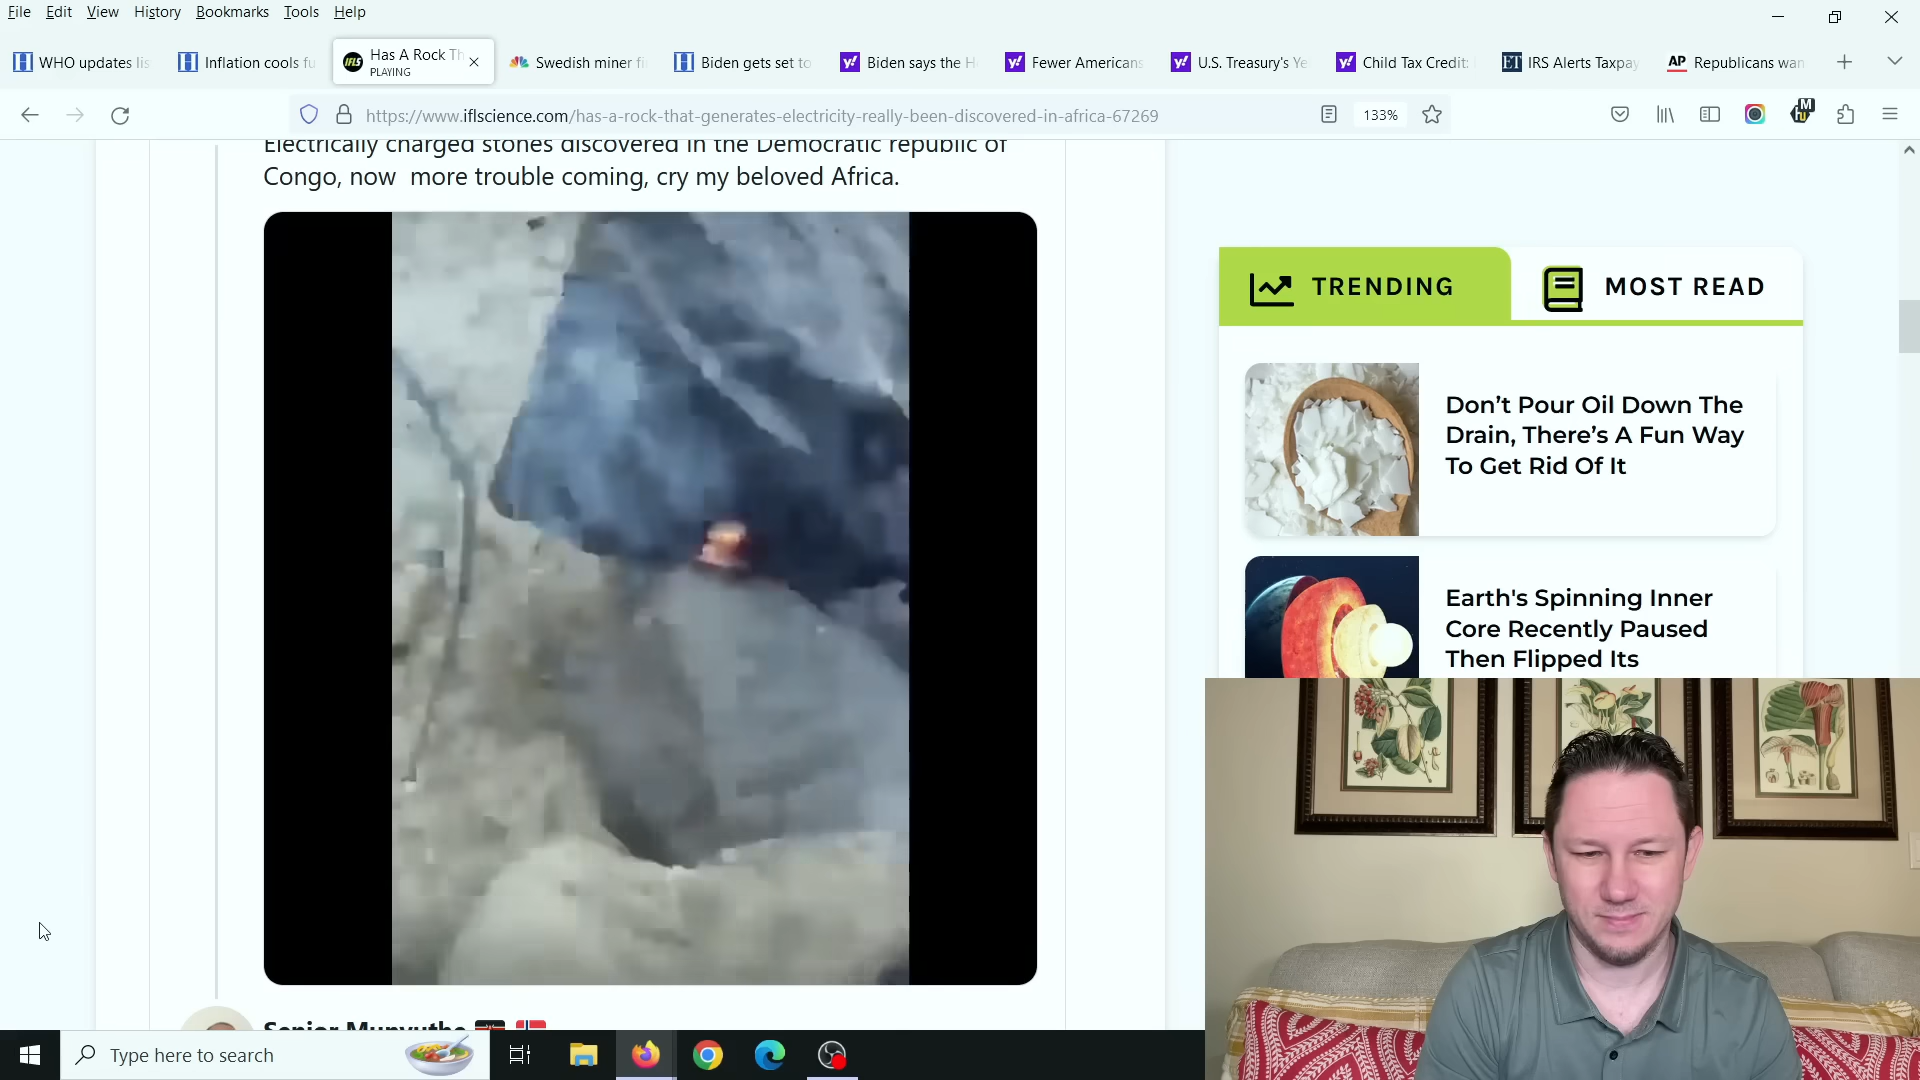 File Edit View History Bookmarks Tools Help
WHO updates lis
Inflation cools fu
IFLS Has A Rock Th
PLAYING
Swedish miner fi
Biden gets set to
y! Biden says the H
y! Fewer Americans
y! U.S. Treasury's Ye
y! Child Tax Credit:
ET IRS Alerts Taxpay
AP Republicans wan
https://www.iflscience.com/has-a-rock-that-generates-electricity-really-been-discovered-in-africa-67269
133%
M
Electrically charged stones discovered in the Democratic republic of
Congo, now more trouble coming, cry my beloved Africa.
TRENDING
MOST READ
Don’t Pour Oil Down The
Drain, There’s A Fun Way
To Get Rid Of It
Earth's Spinning Inner
Core Recently Paused
Then Flipped Its
Senior Munyuthe
Type here to search